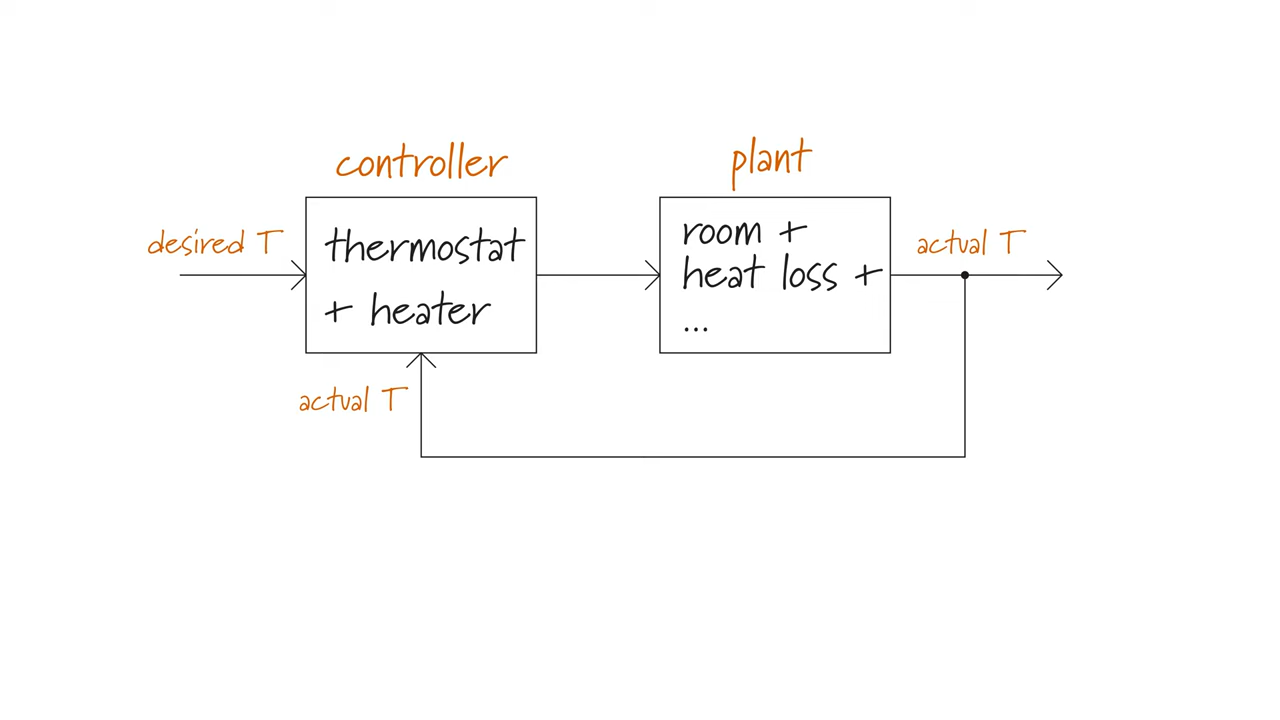 controller
plant
desired T
thermostat
+ heater
room +
heat loss +
...
actual T
actual T